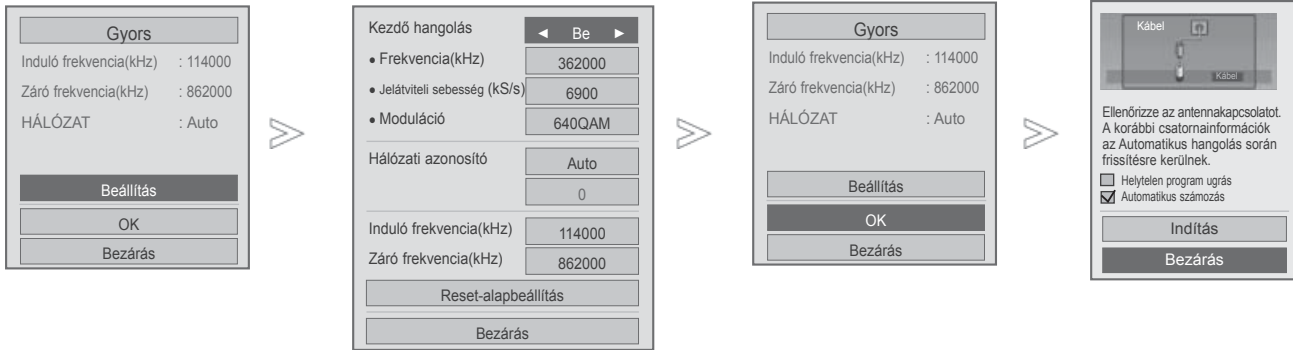 Gyors
Induló frekvencia(kHz) : 114000
Záró frekvencia(kHz) : 862000
HÁLÓZAT : Auto
Beállítás
OK
Bezárás
Kezdő hangolás ◄ Be ►
● Frekvencia(kHz) 362000
● Jelátviteli sebesség (kS/s) 6900
● Moduláció 640QAM
Hálózati azonosító Auto
0
Induló frekvencia(kHz) 114000
Záró frekvencia(kHz) 862000
Reset-alapbeállítás
Bezárás
Gyors
Induló frekvencia(kHz) : 114000
Záró frekvencia(kHz) : 862000
HÁLÓZAT : Auto
Beállítás
OK
Bezárás
Kábel
Kábel
Ellenőrizze az antennakapcsolatot.
A korábbi csatornainformációk
az Automatikus hangolás során
frissítésre kerülnek.
Helytelen program ugrás
Automatikus számozás
Indítás
Bezárás